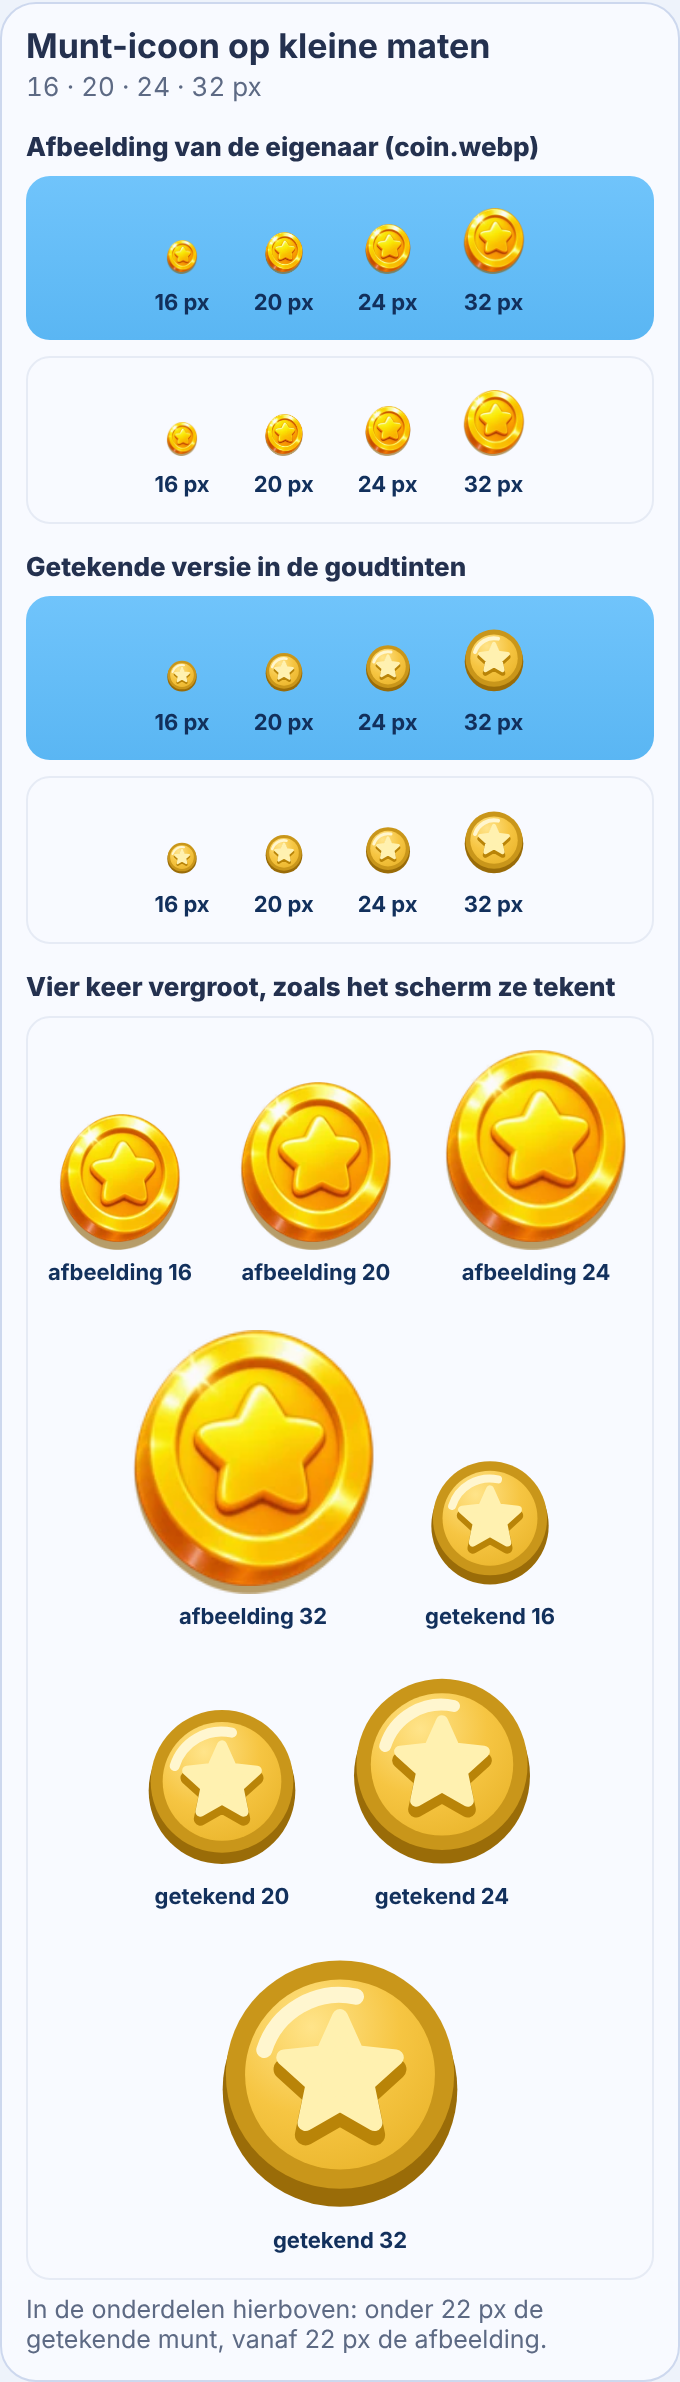 Munt-icoon op kleine maten
16 · 20 · 24 · 32 px
Afbeelding van de eigenaar (coin.webp)
16 px 20 px 24 px 32 px
16 px 20 px 24 px 32 px
Getekende versie in de goudtinten
16 px 20 px 24 px 32 px
16 px 20 px 24 px 32 px
Vier keer vergroot, zoals het scherm ze tekent
afbeelding 16 afbeelding 20 afbeelding 24
afbeelding 32 getekend 16
getekend 20 getekend 24
getekend 32
In de onderdelen hierboven: onder 22 px de
getekende munt, vanaf 22 px de afbeelding.